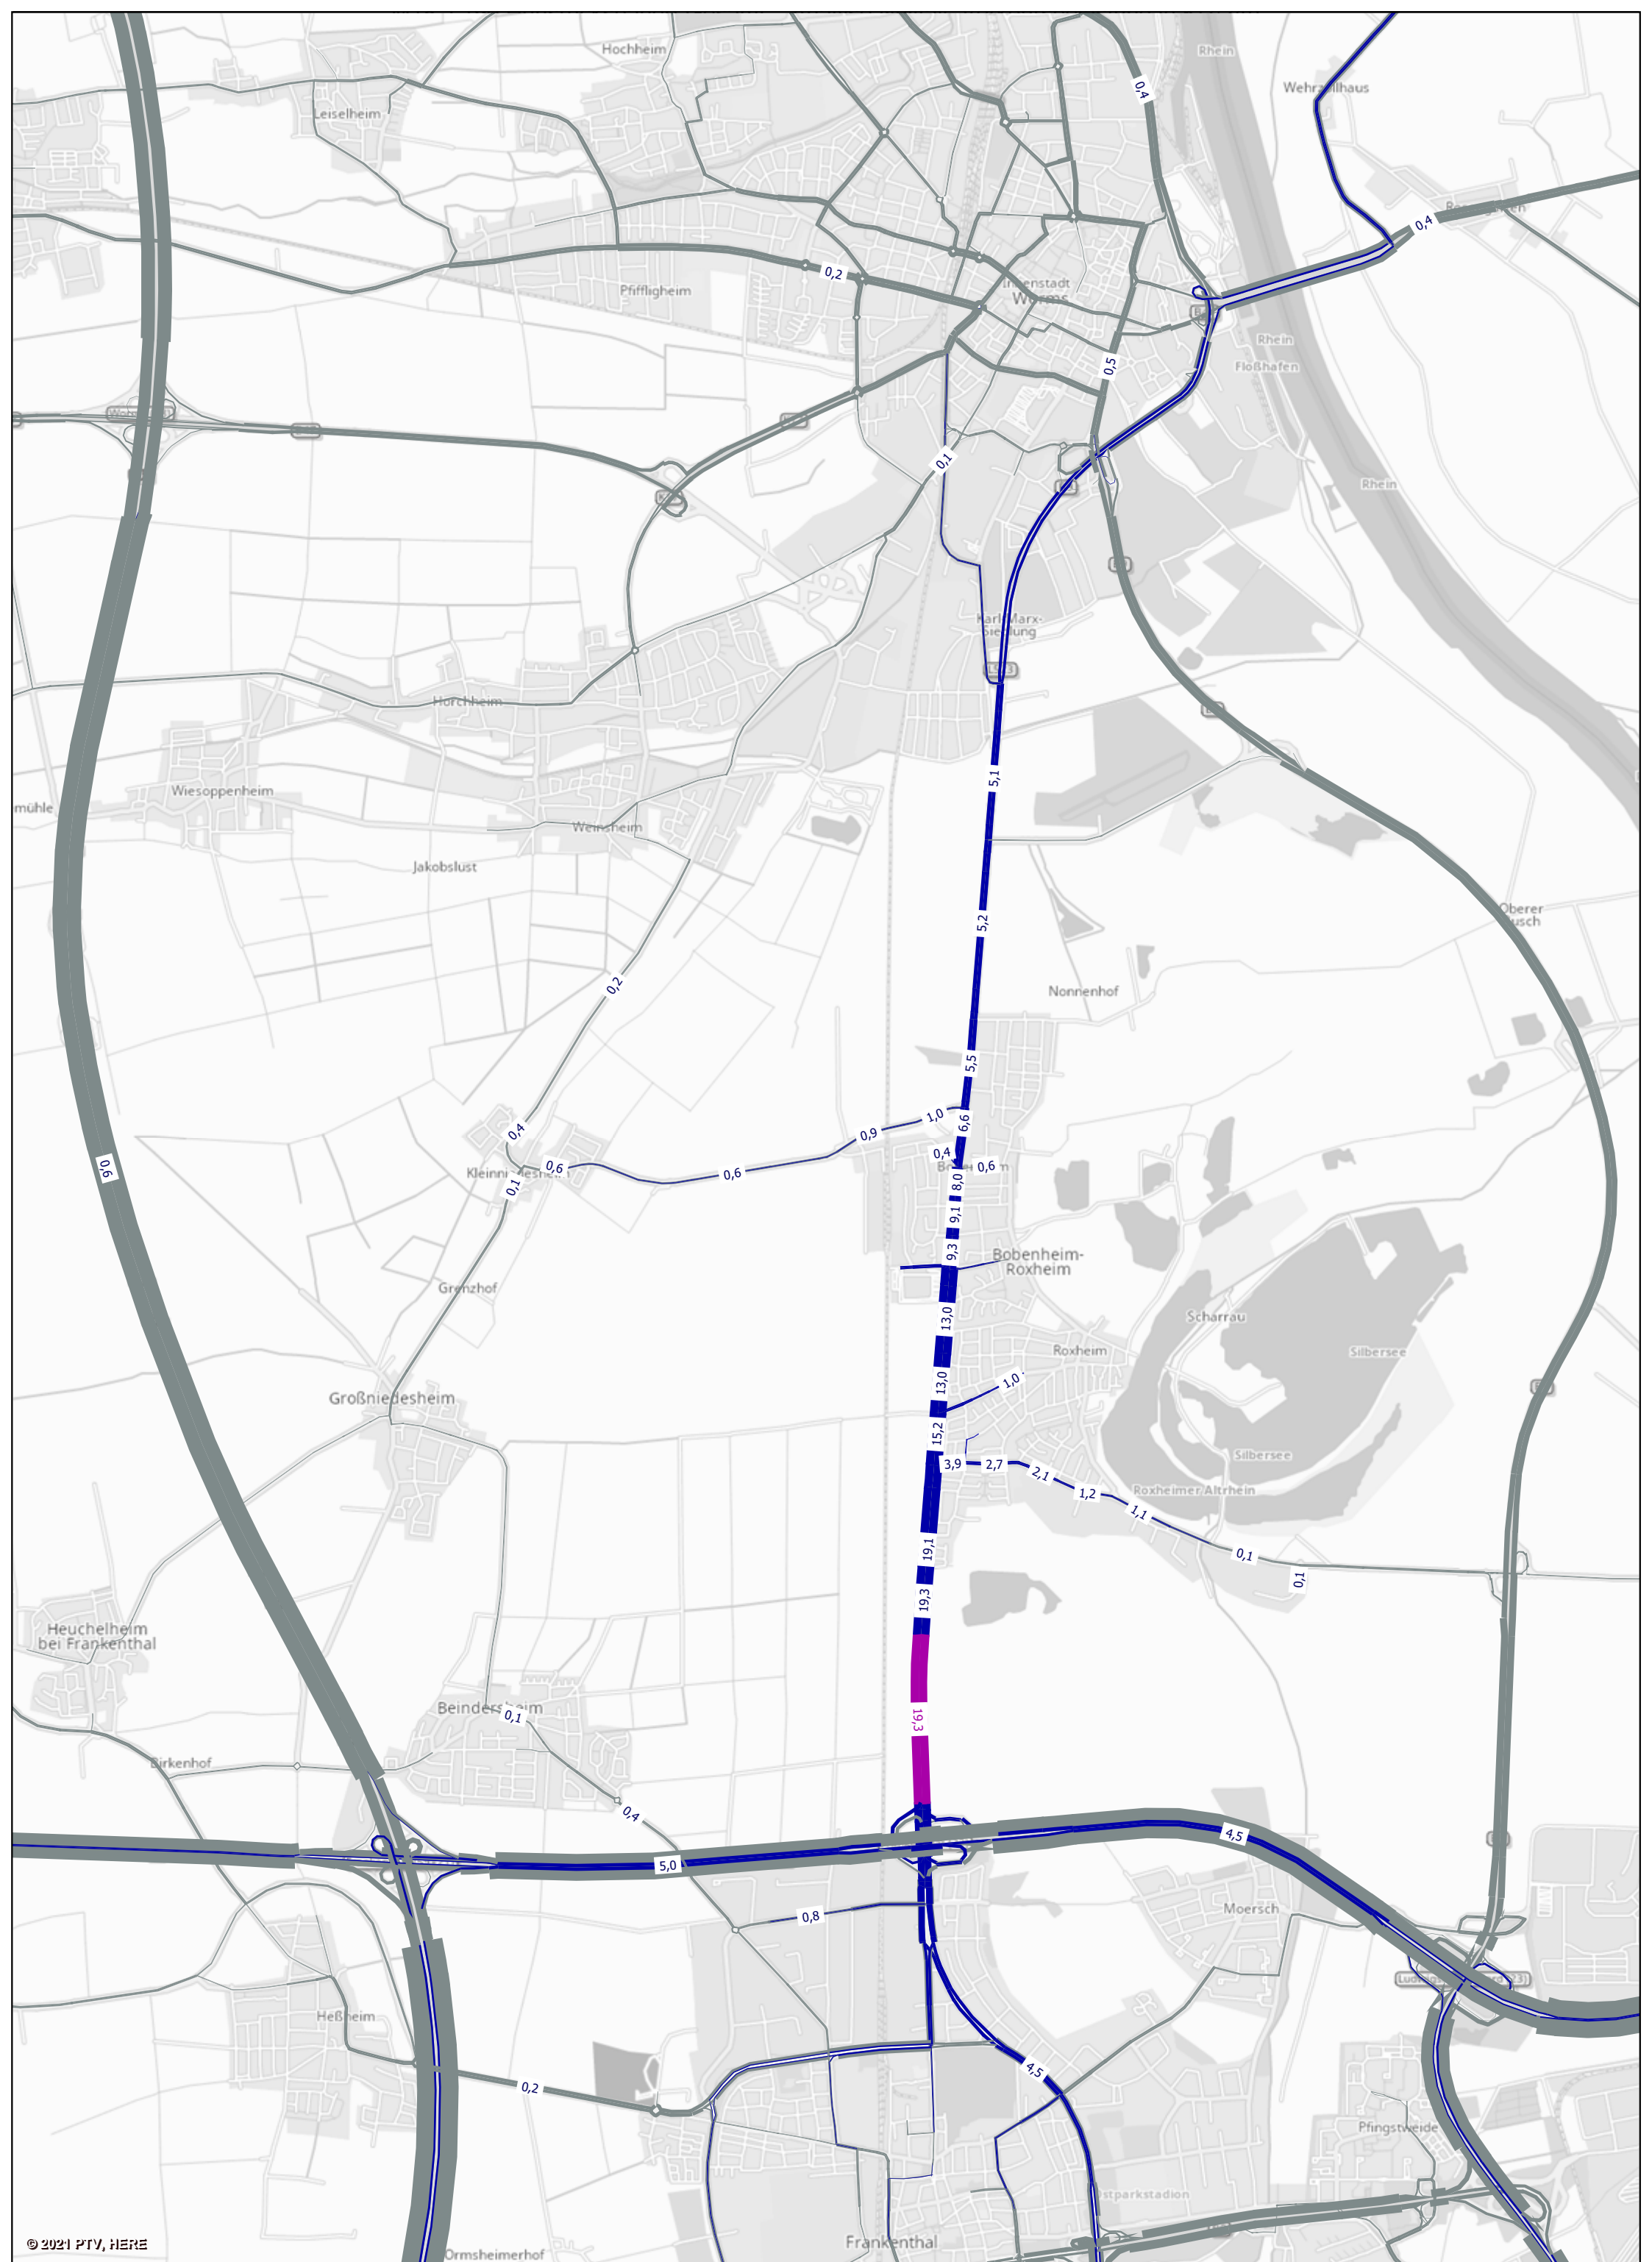 Rhein
Hochheim
0,4
Leiselheim
0,4
0,2
Pfiffligheim
Innenstadt
Worms
Rhein
Floßhafen
0,5
0,1
Rhein
Karl-Marx-
Siedlung
Horchheim
5,1
Wiesoppenheim
Weinsheim
Jakobslust
5,2
0,2
Nonnenhof
5,5
0,4
0,9
1,0
6,6
0,6
0,4
0,6
0,6
0,6
8,0
0,1
9,1
9,3
Bobenheim-
Roxheim
Grenzhof
13,0
Scharrau
Roxheim
Silbersee
1,0
13,0
Großniedesheim
15,2
Silbersee
3,9
2,7
2,1
1,2
1,1
Roxheimer Altrhein
19,1
0,1
0,1
19,3
Heuchelheim
bei Frankenthal
19,3
Beindersheim
0,1
Birkenhof
0,4
4,5
5,0
0,8
Moersch
Heßheim
0,2
4,5
Pfingstweide
Frankenthal
Ormsheimerhof
© 2021 PTV, HERE